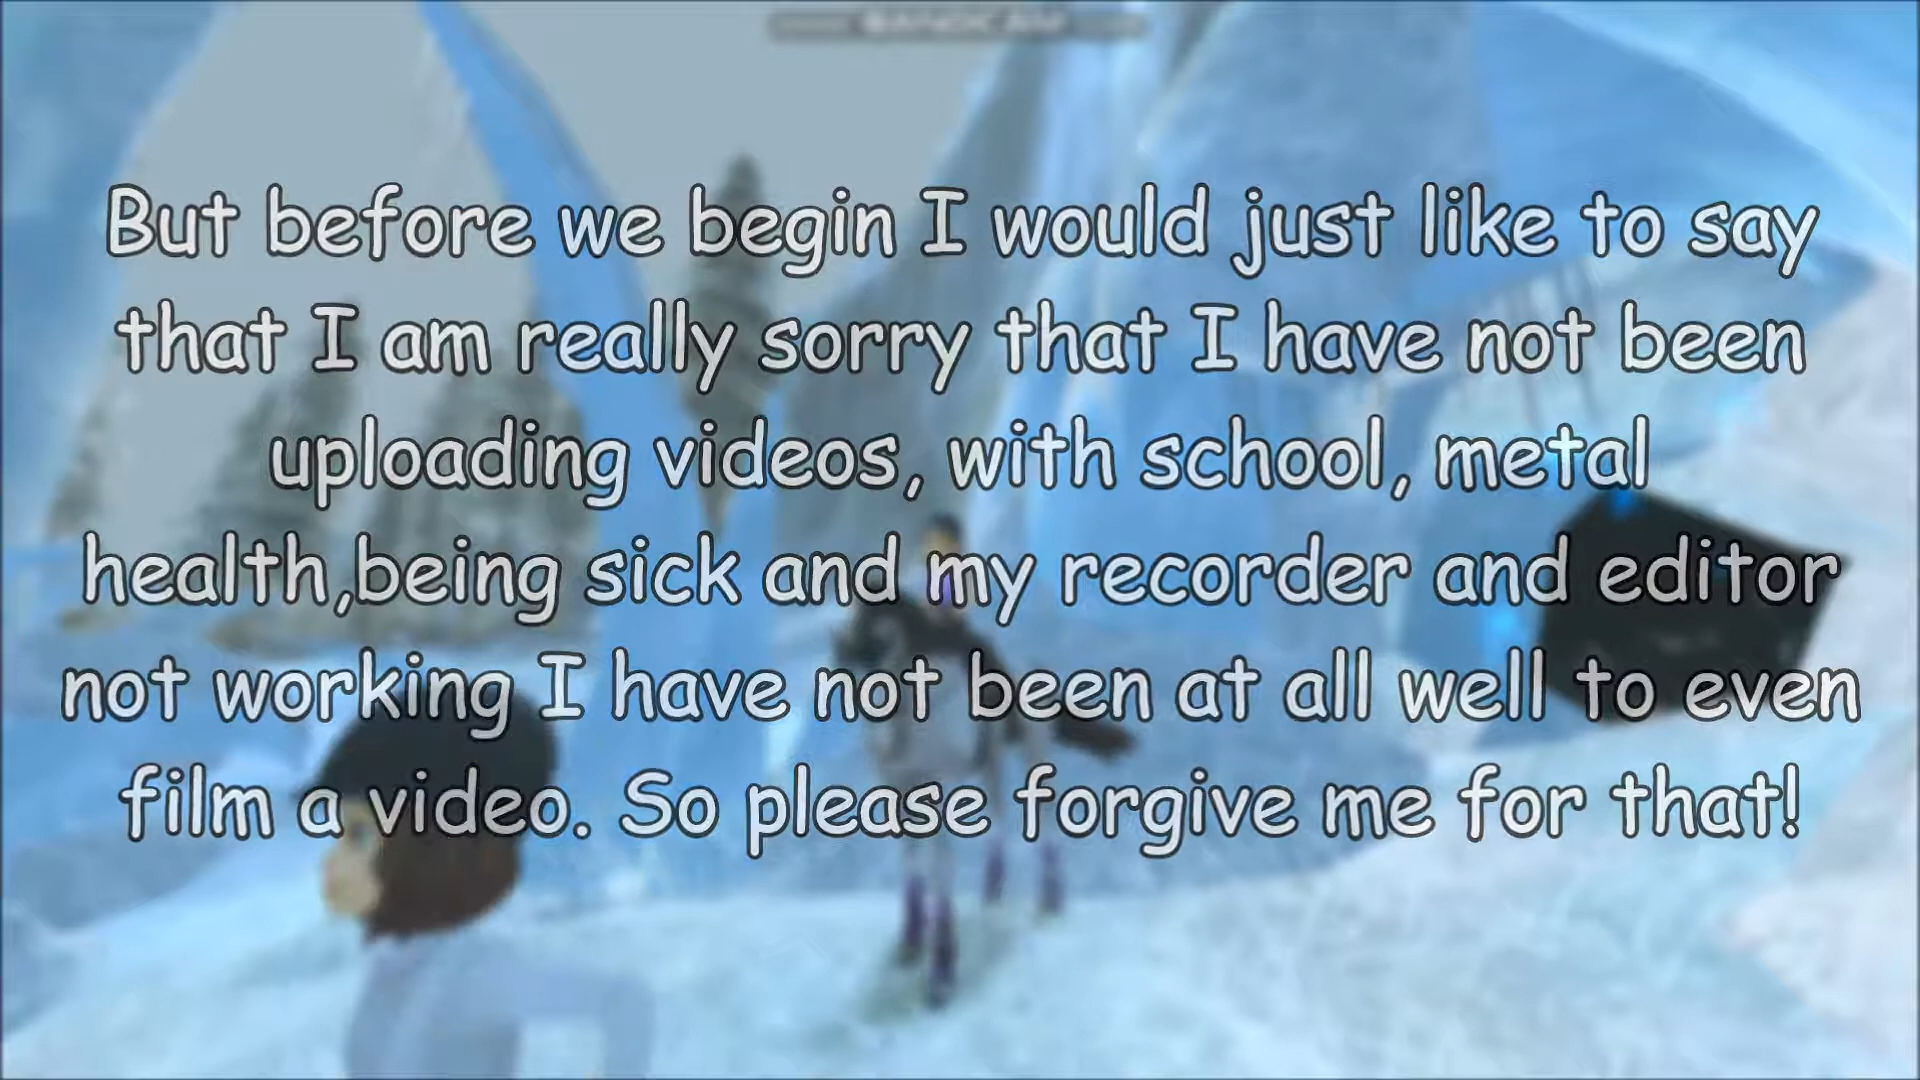 BANDICAM
But before we begin I would just like to say
that I am really sorry that I have not been
uploading videos, with school, metal
health,being sick and my recorder and editor
not working I have not been at all well to even
film a video. So please forgive me for that!